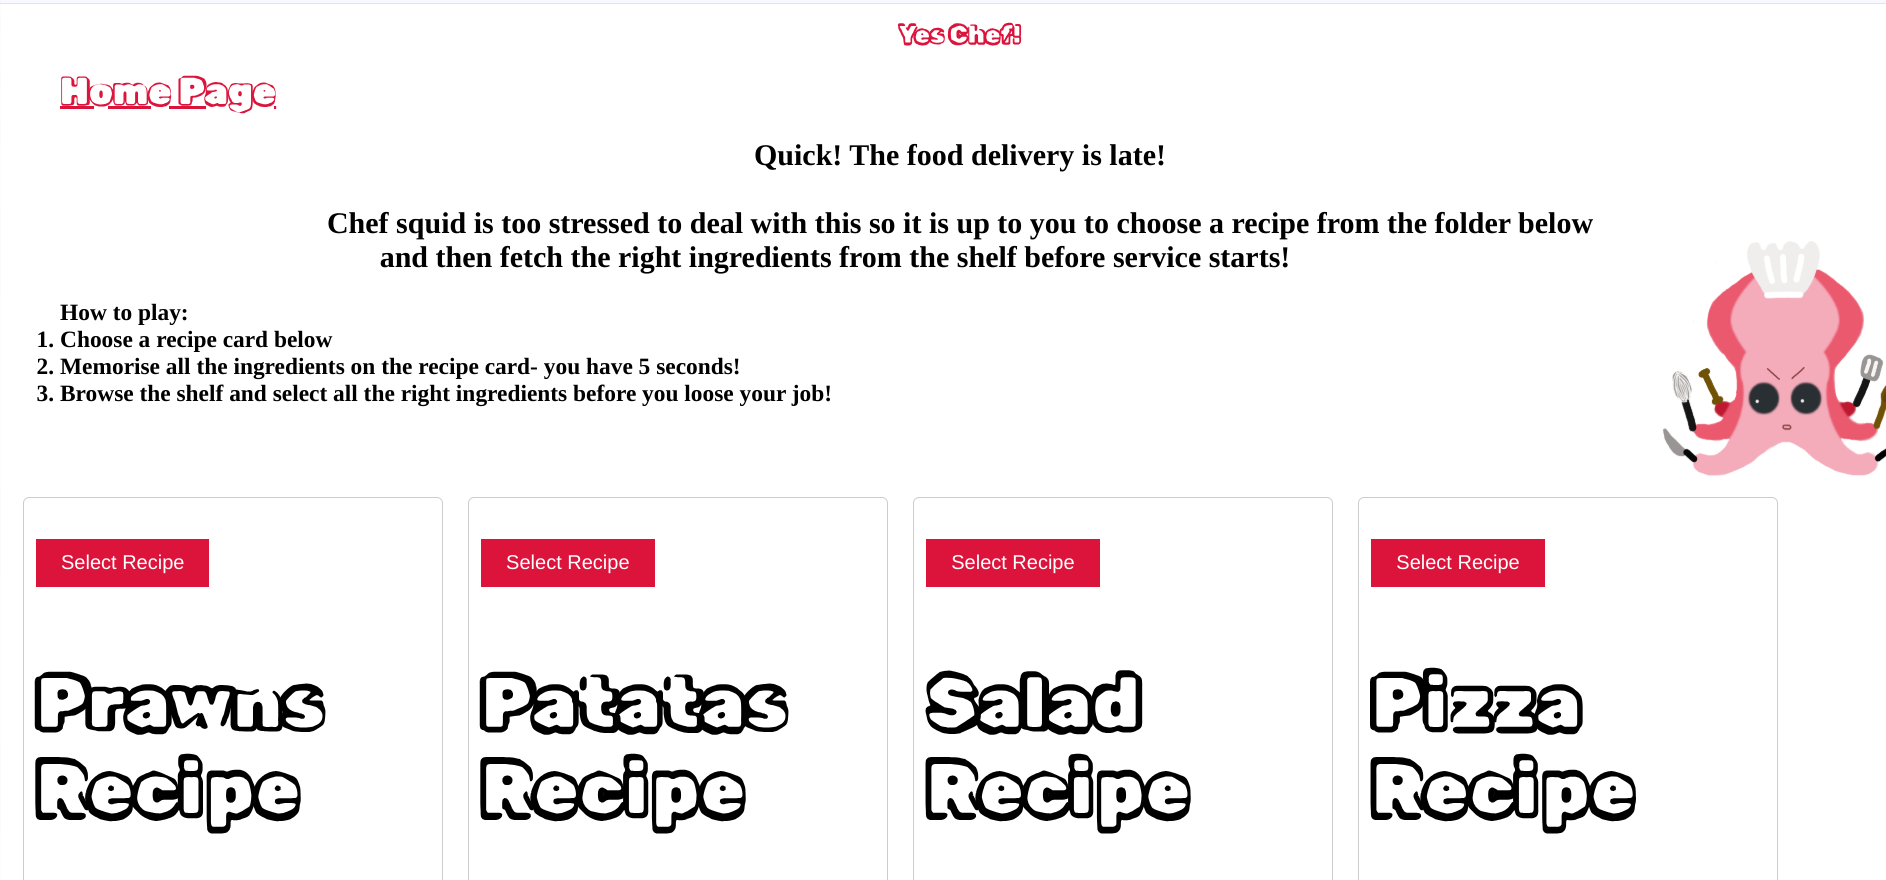 Yes Chef!
Home Page
Quick! The food delivery is late!
Chef squid is too stressed to deal with this so it is up to you to choose a recipe from the folder below
and then fetch the right ingredients from the shelf before service starts!
How to play:
1. Choose a recipe card below
2. Memorise all the ingredients on the recipe card- you have 5 seconds!
3. Browse the shelf and select all the right ingredients before you loose your job!
Select Recipe
Prawns
Recipe
Select Recipe
Patatas
Recipe
Select Recipe
Salad
Recipe
Select Recipe
Pizza
Recipe